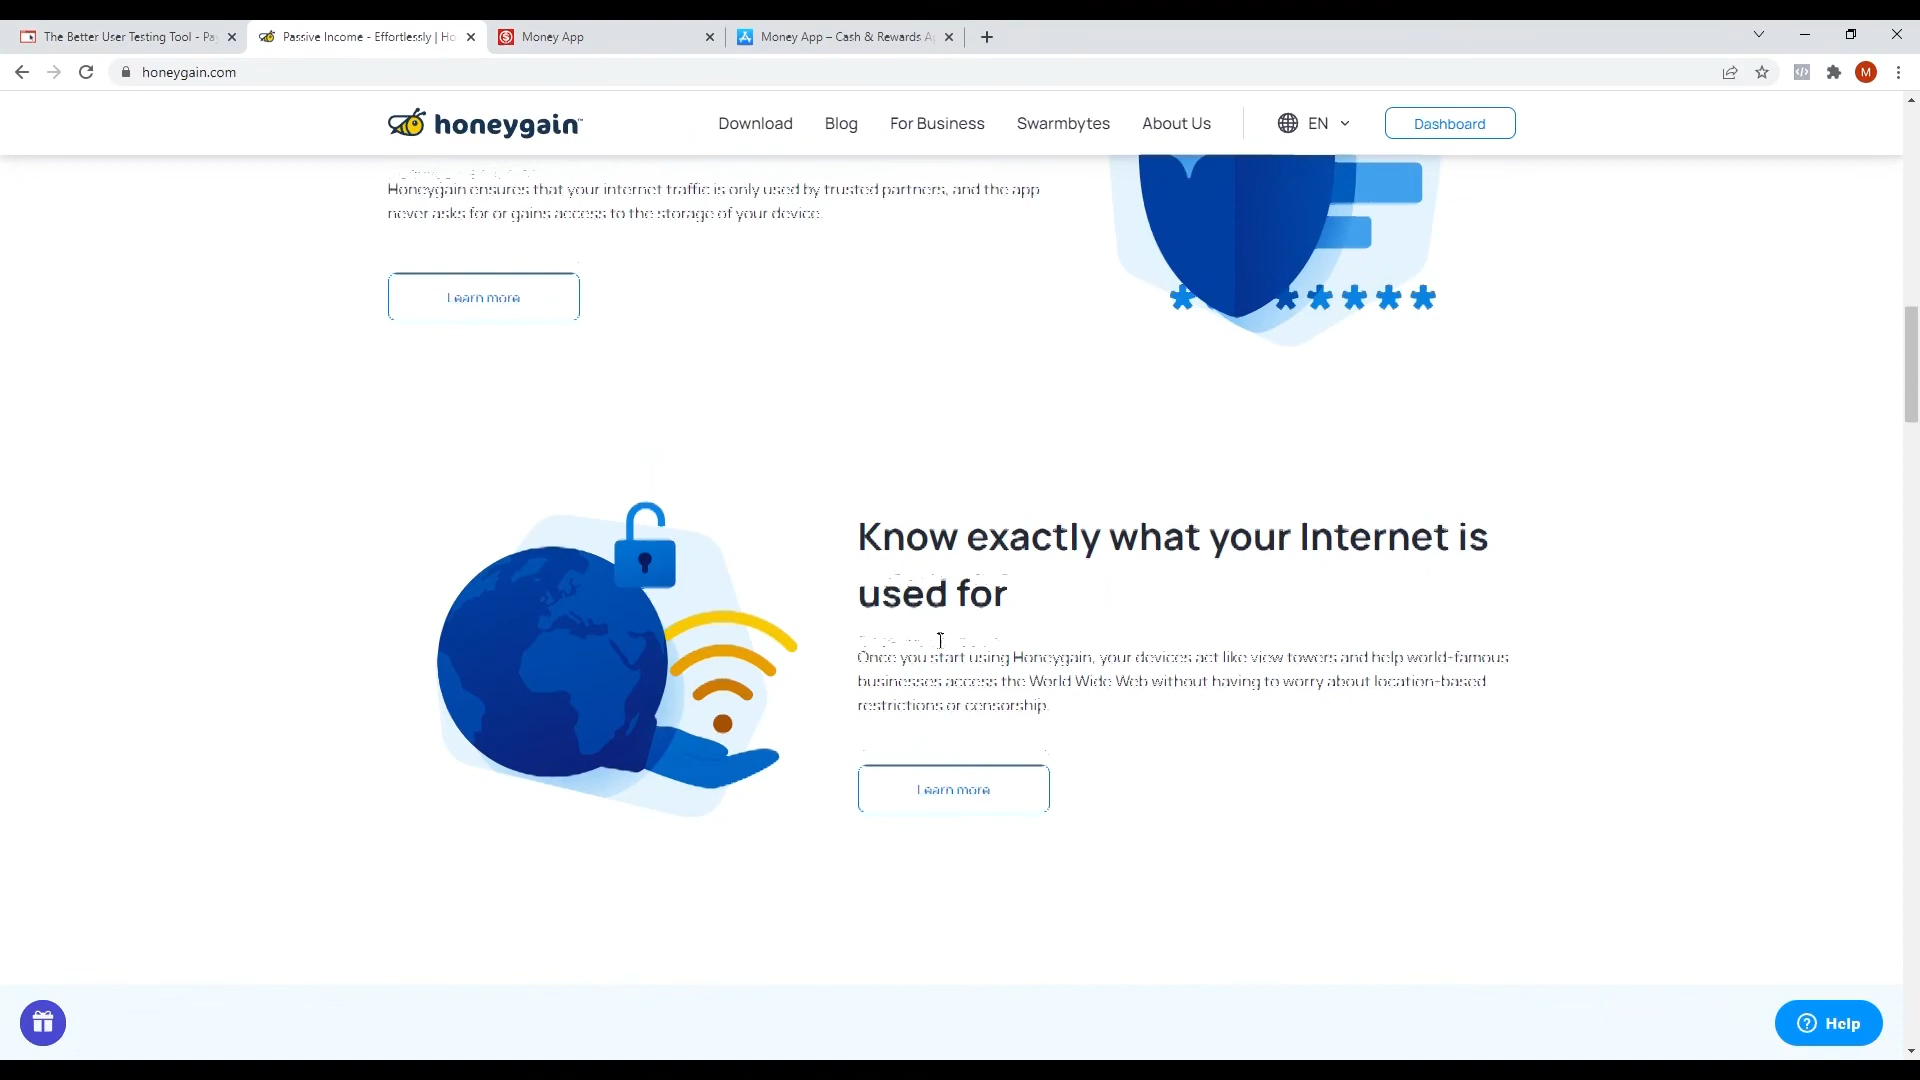 The Better User Testing Tool - Pa
Passive Income - Effortlessly | Ho
Money App
Money App – Cash & Rewards A
honeygain.com
M
honeygain
Download
Blog
For Business
Swarmbytes
About Us
EN
Dashboard
Honeygain ensures that your internet traffic is only used by trusted partners, and the app
never asks for or gains access to the storage of your device.
Learn more
Know exactly what your Internet is
used for
Once you start using Honeygain, your devices act like view towers and help world-famous
businesses access the World Wide Web without having to worry about location-based
restrictions or censorship.
Learn more
Help